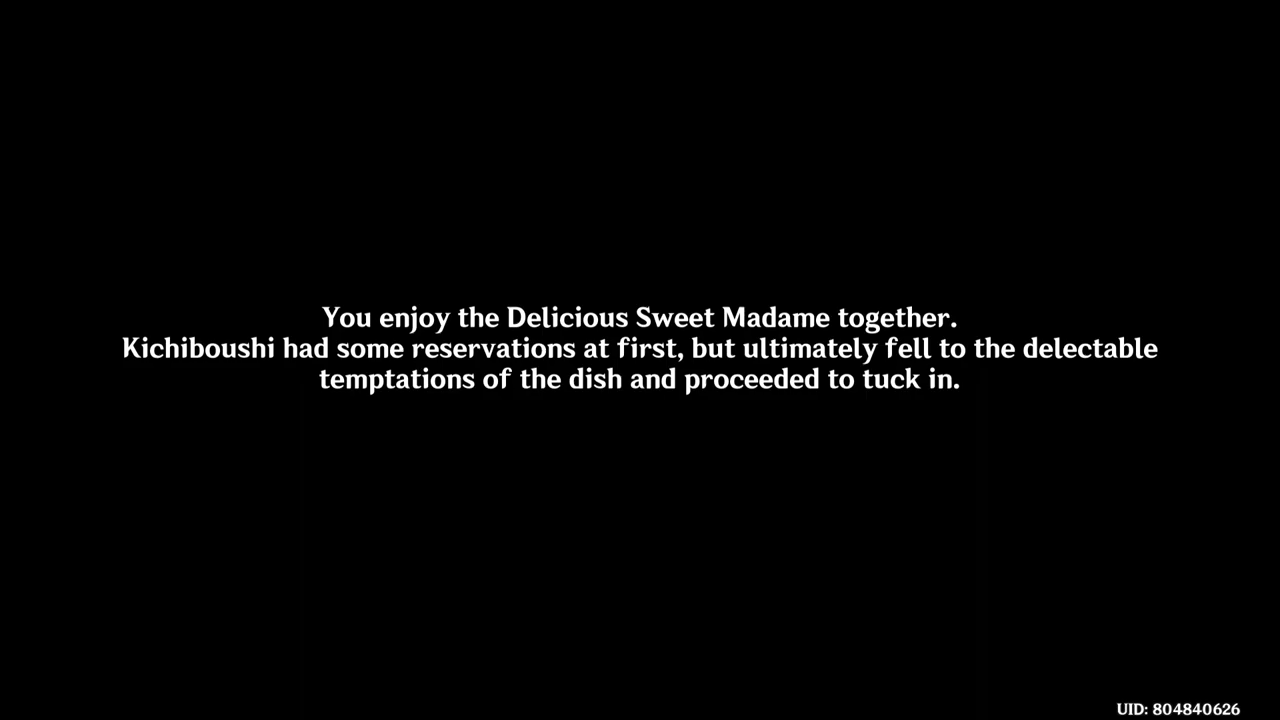 You enjoy the Delicious Sweet Madame together.
Kichiboushi had some reservations at first, but ultimately fell to the delectable
temptations of the dish and proceeded to tuck in.
UID: 804840626